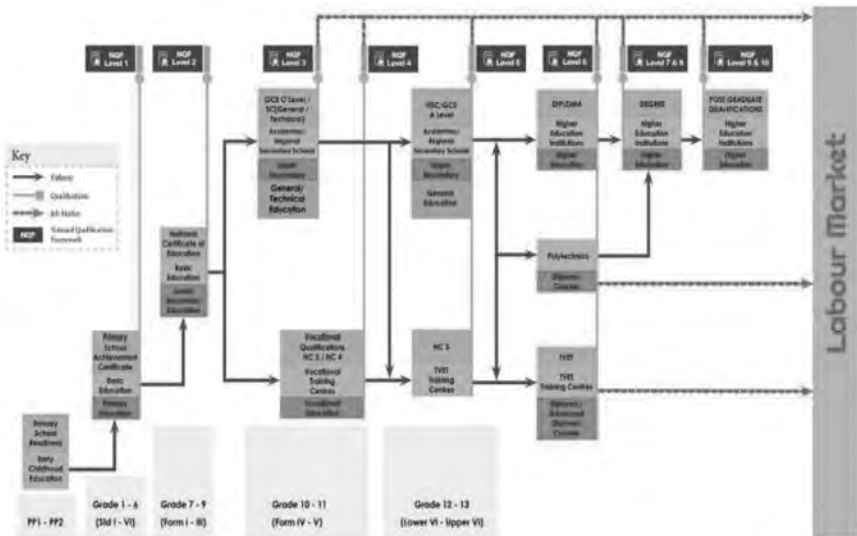 NQF Level 1
NQF Level 2
NQF Level 3
NQF Level 4
NQF Level 5
NQF Level 6
NQF Level 7 & 8
NQF Level 9 & 10
GCE O'Level /
SC(General /
Technical)
Academies/
Regional
Secondary Schools
Upper
Secondary
General/
Technical
Education
HSC/GCE
A Level
Academies/
Regional
Secondary Schools
Upper
Secondary
General
Education
DIPLOMA
Higher
Education
Institutions
Higher
Education
DEGREE
Higher
Education
Institutions
Higher
Education
POST GRADUATE
QUALIFICATIONS
Higher
Education
Institutions
Higher
Education
Key
Pathway
Qualifications
Job Market
NQF
National Qualifications
Framework
National
Certificate of
Education
Basic
Education
Lower
Secondary
Education
Polytechnics
Diploma
Courses
Primary
School
Achievement
Certificate
Basic
Education
Primary
Education
Vocational
Qualifications
NC 3 / NC 4
Vocational
Training
Centres
Vocational
Education
NC 5
TVET
Training
Centres
TVET
TVET
Training Centres
Diploma /
Advanced
Diploma
Courses
Primary
School
Readiness
Early
Childhood
Education
PP1 - PP2
Grade 1 - 6
(Std I - VI)
Grade 7 - 9
(Form I - III)
Grade 10 - 11
(Form IV - V)
Grade 12 - 13
(Lower VI - Upper VI)
Labour Market